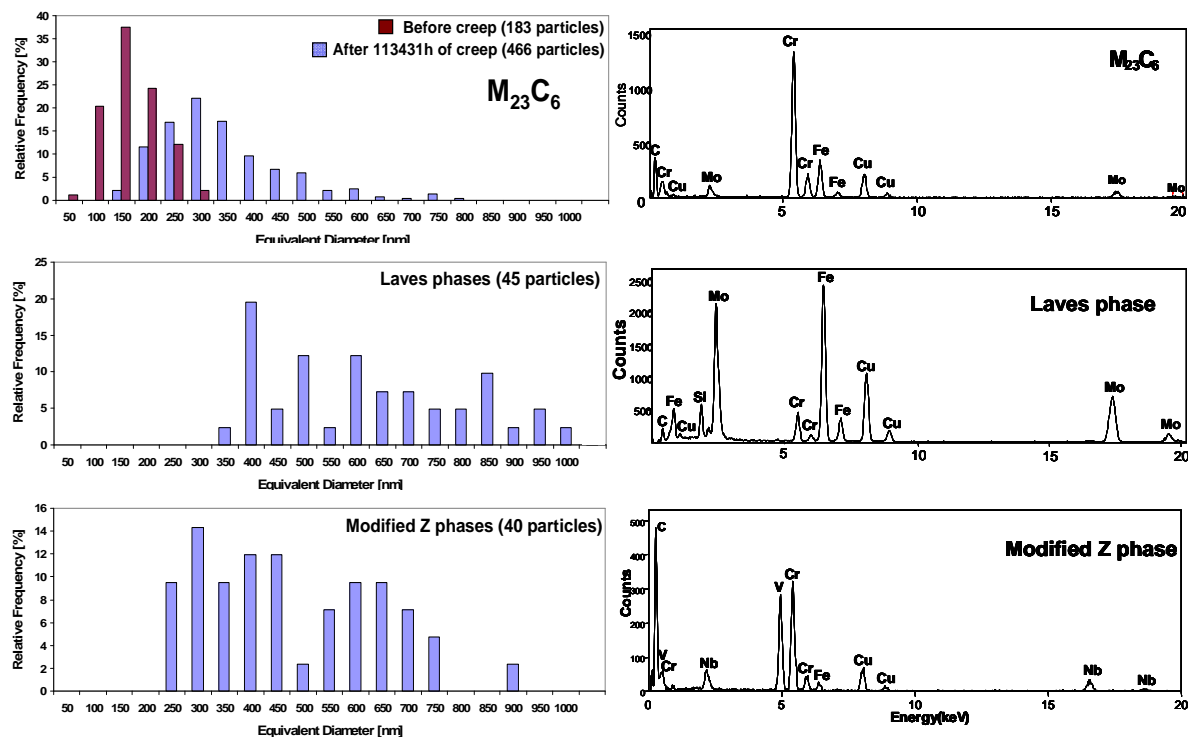 Before creep (183 particles)
After 113431h of creep (466 particles)
M23C6
Relative Frequency [%]
40
35
30
25
20
15
10
5
0
50 100 150 200 250 300 350 400 450 500 550 600 650 700 750 800 850 900 950 1000
Equivalent Diameter [nm]
M23C6
Counts
1500
1000
500
0
C
Cr
Cu
Mo
Cr
Cr
Fe
Fe
Cu
Cu
Mo
Mo
5 10 15 20
Laves phases (45 particles)
Relative Frequency [%]
25
20
15
10
5
0
50 100 150 200 250 300 350 400 450 500 550 600 650 700 750 800 850 900 950 1000
Equivalent Diameter [nm]
Laves phase
Counts
2500
2000
1500
1000
500
0
C
Fe
Cu
SI
Mo
Cr
Cr
Fe
Fe
Cu
Cu
Mo
Mo
5 10 15 20
Modified Z phases (40 particles)
Relative Frequency [%]
16
14
12
10
8
6
4
2
0
50 100 150 200 250 300 350 400 450 500 550 600 650 700 750 800 850 900 950 1000
Equivalent Diameter [nm]
Modified Z phase
Counts
500
400
300
200
100
0
C
V
Cr
Nb
V
Cr
Cr
Fe
Cu
Cu
Nb
Nb
0 5 10 15 20
Energy(keV)